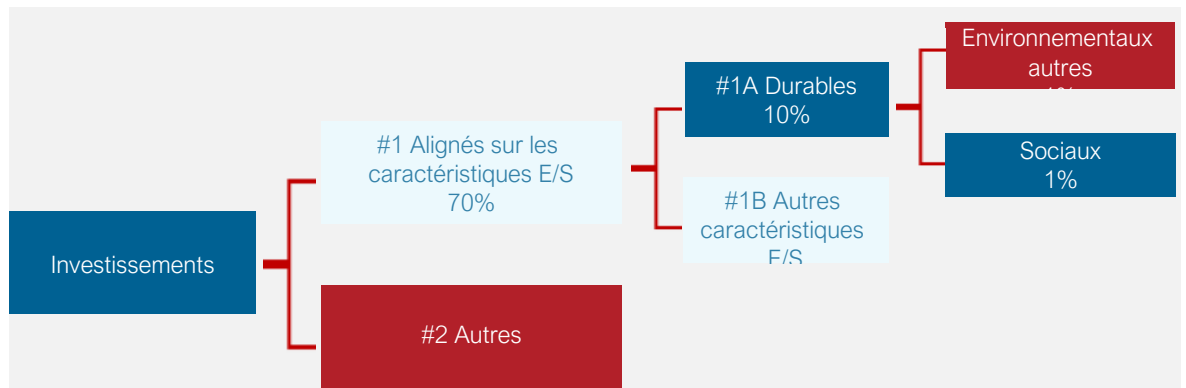 Environnementaux
autres
#1A Durables
10%
#1 Alignés sur les
caractéristiques E/S
70%
Sociaux
1%
#1B Autres
caractéristiques
E/S
Investissements
#2 Autres